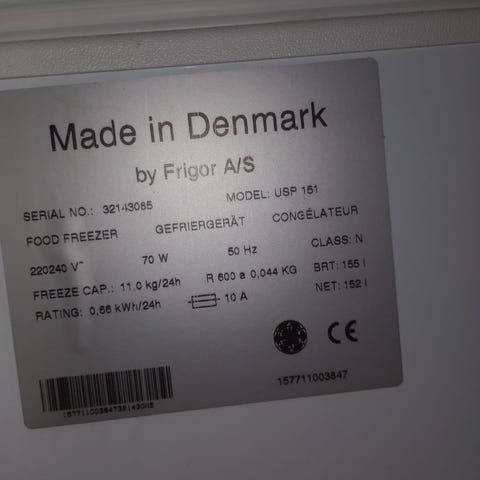 Made in Denmark
by Frigor A/S
SERIAL NO.: 32143085 MODEL: USP 151
FOOD FREEZER GEFRIERGERÄT CONGÉLATEUR
220240 V~ 70 W 50 Hz CLASS: N
FREEZE CAP.: 11.0 kg/24h R 600 a 0,044 KG BRT: 155 l
RATING: 0,66 kWh/24h 10 A NET: 152 l
CE
157711003847